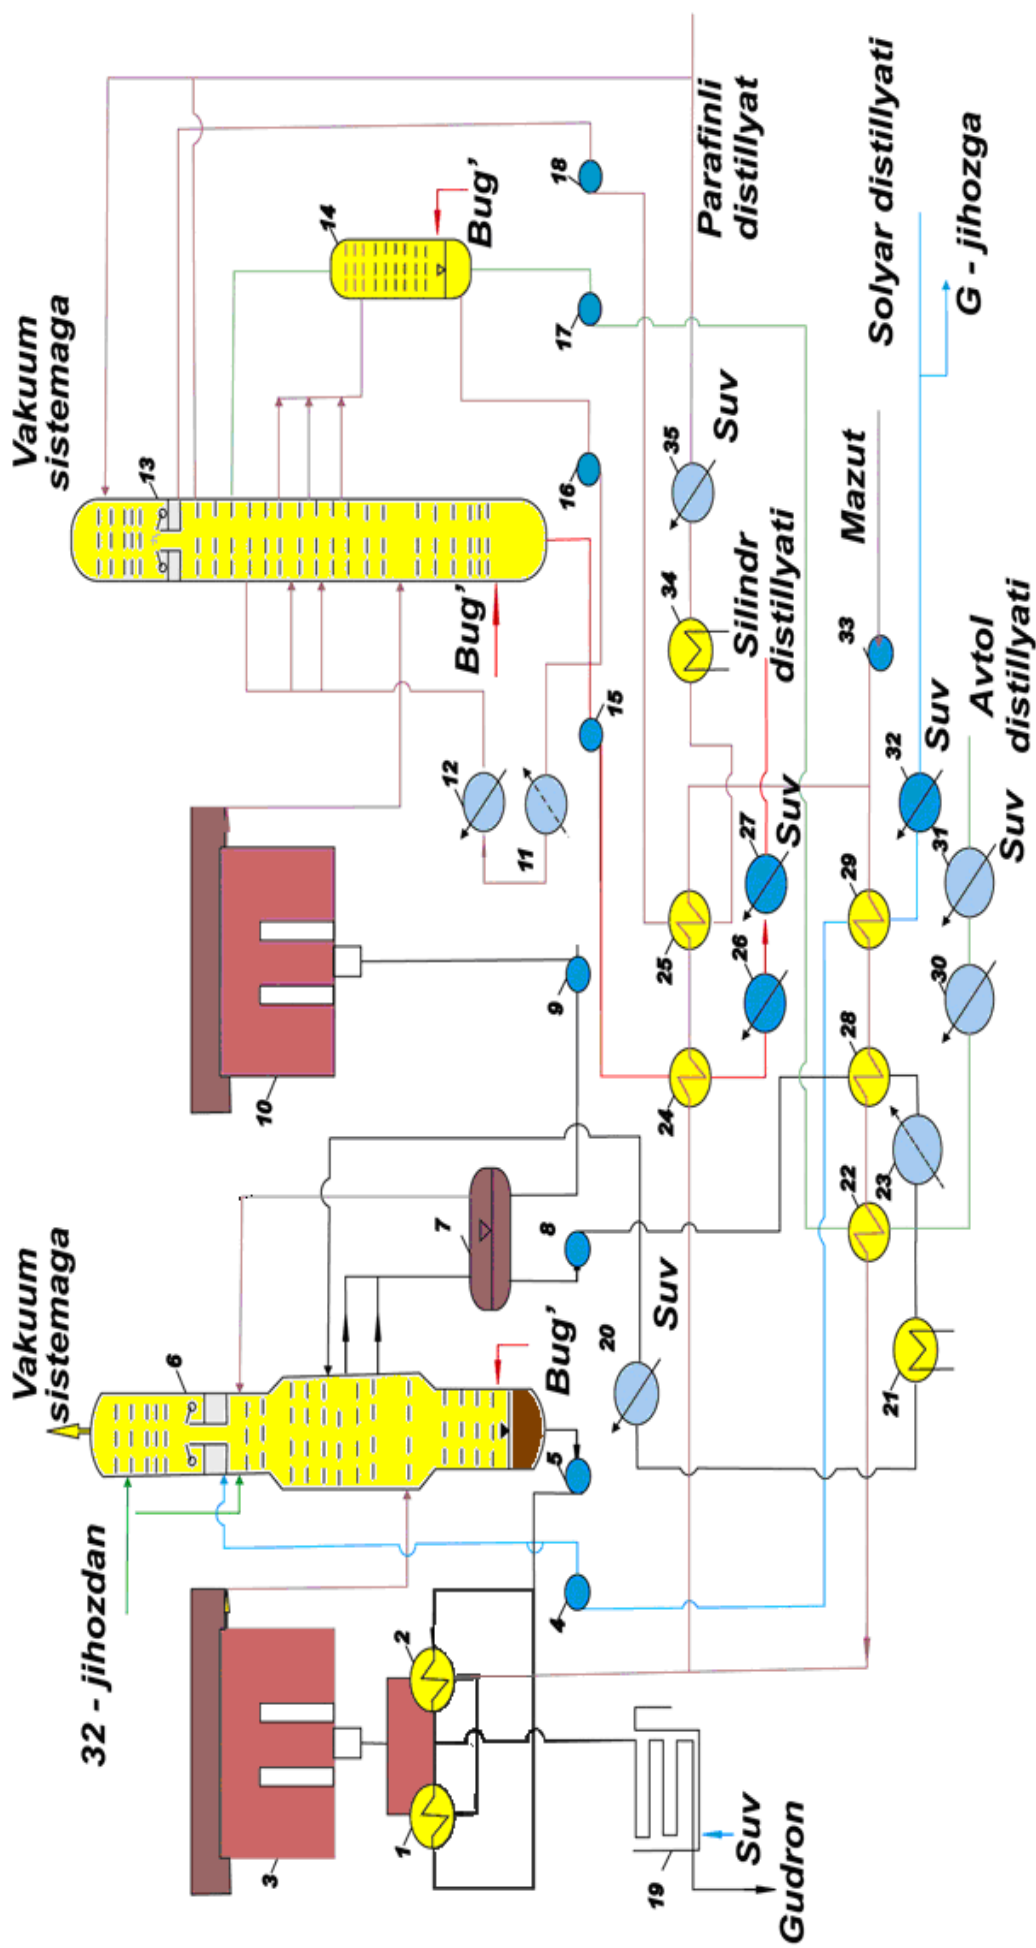 Vakuum
sistemaga
Vakuum
sistemaga
32 - jihozdan
13
6
10
3
14
2
1
7
12
Bug'
Bug'
11
8
9
5
4
Bug'
16
17
18
15
20
Suv
19
24
25
34
35
Parafinli
distillyat
Suv
Silindr
distillyati
26
27
Suv
Suv
Gudron
22
28
29
33
Mazut
21
23
Solyar distillyati
32
Suv
30
31
G - jihozga
Avtol
distillyati
Suv